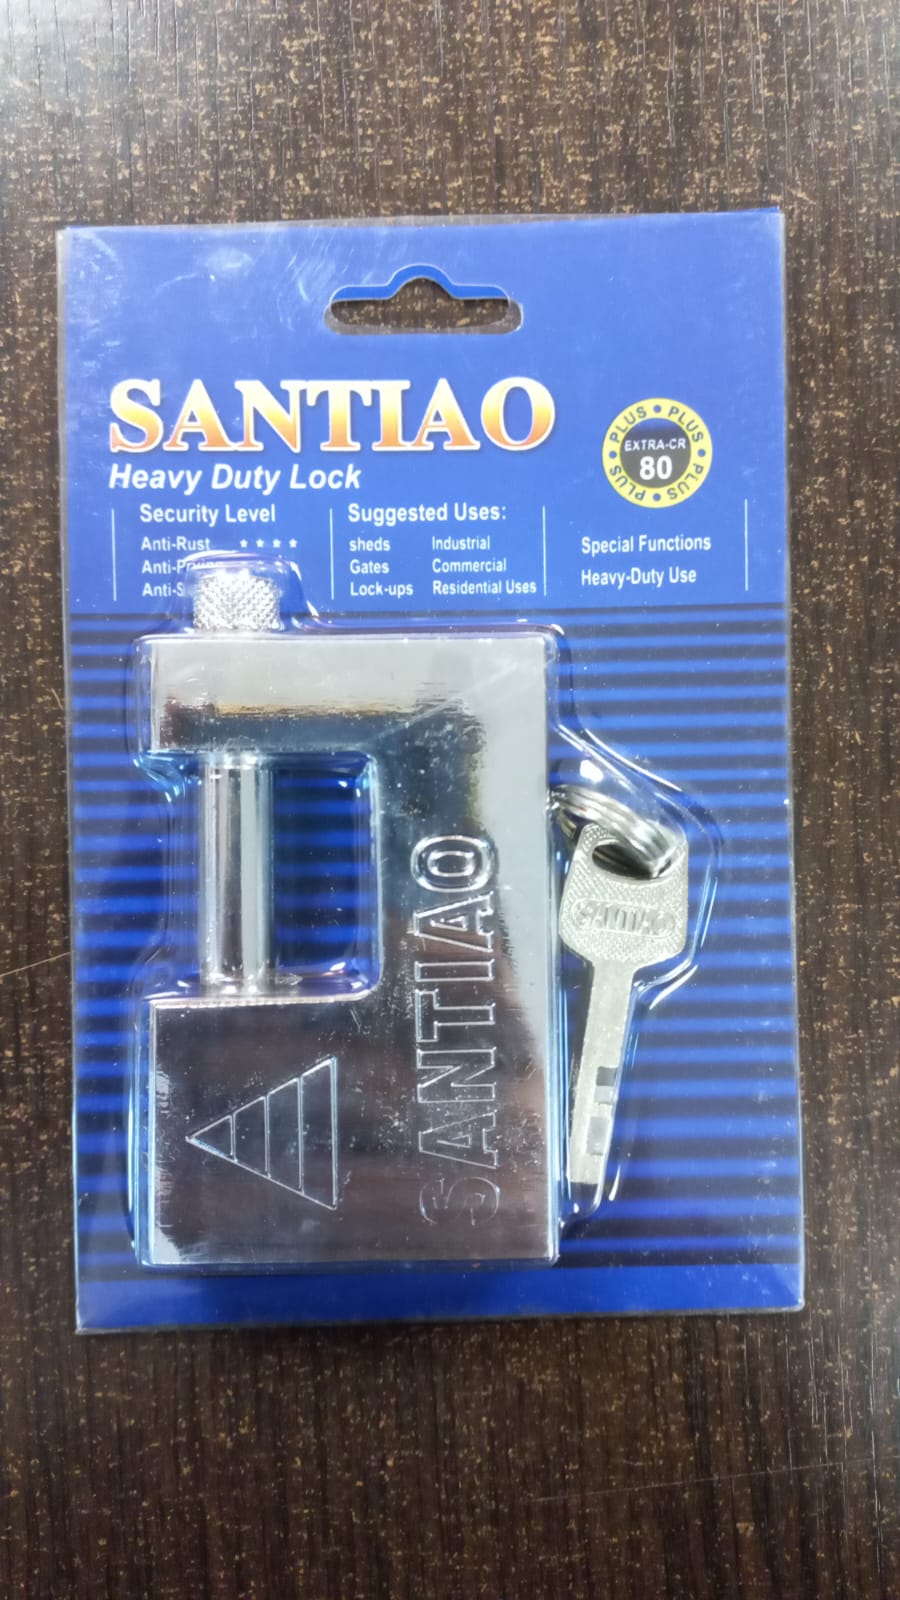 SANTIAO
Heavy Duty Lock
PLUS • PLUS • PLUS • PLUS •
EXTRA-CR
80
Security Level
Anti-Rust ★ ★ ★ ★
Suggested Uses:
sheds Industrial
Gates Commercial
Lock-ups Residential Uses
Special Functions
Heavy-Duty Use
SANTIAO
SANTIAO